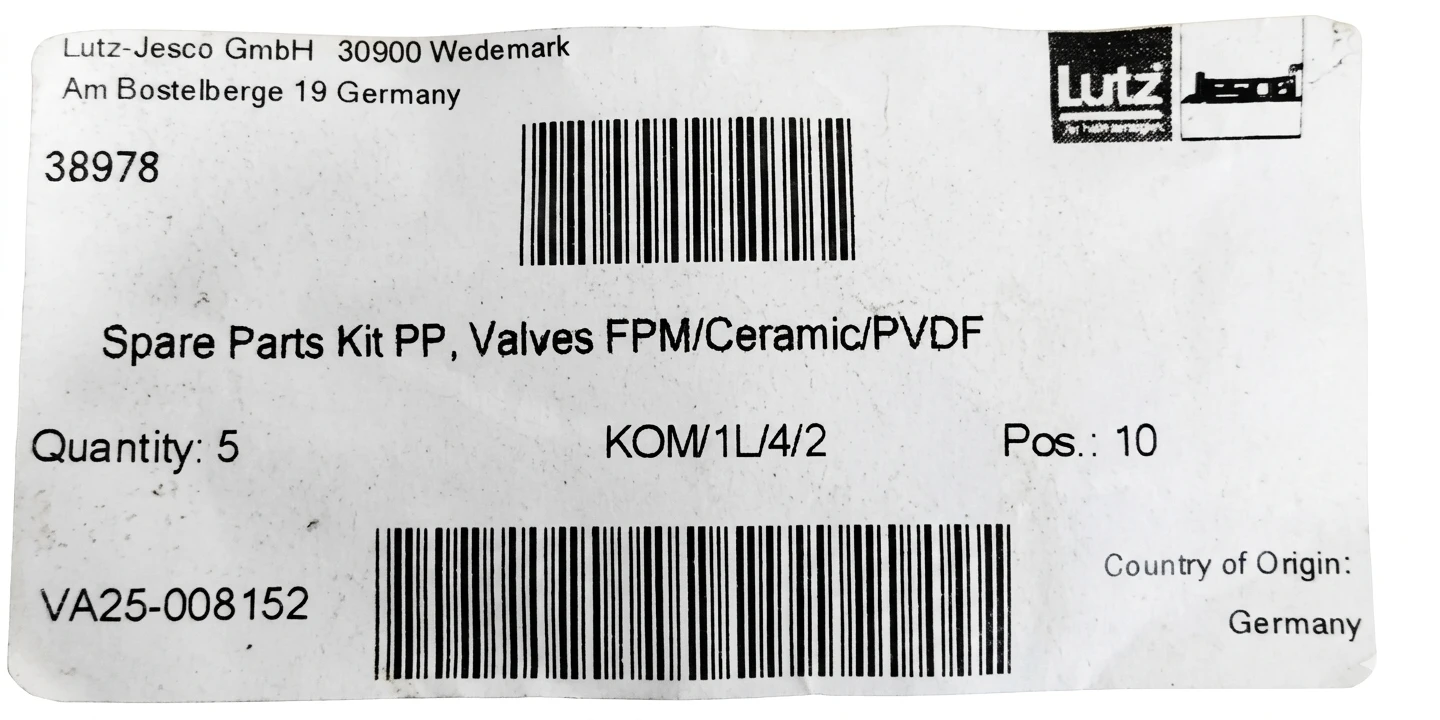 Lutz-Jesco GmbH 30900 Wedemark
Am Bostelberge 19 Germany
Lutz
Jesco
38978
Spare Parts Kit PP, Valves FPM/Ceramic/PVDF
Quantity: 5 KOM/1L/4/2 Pos.: 10
Country of Origin:
VA25-008152
Germany